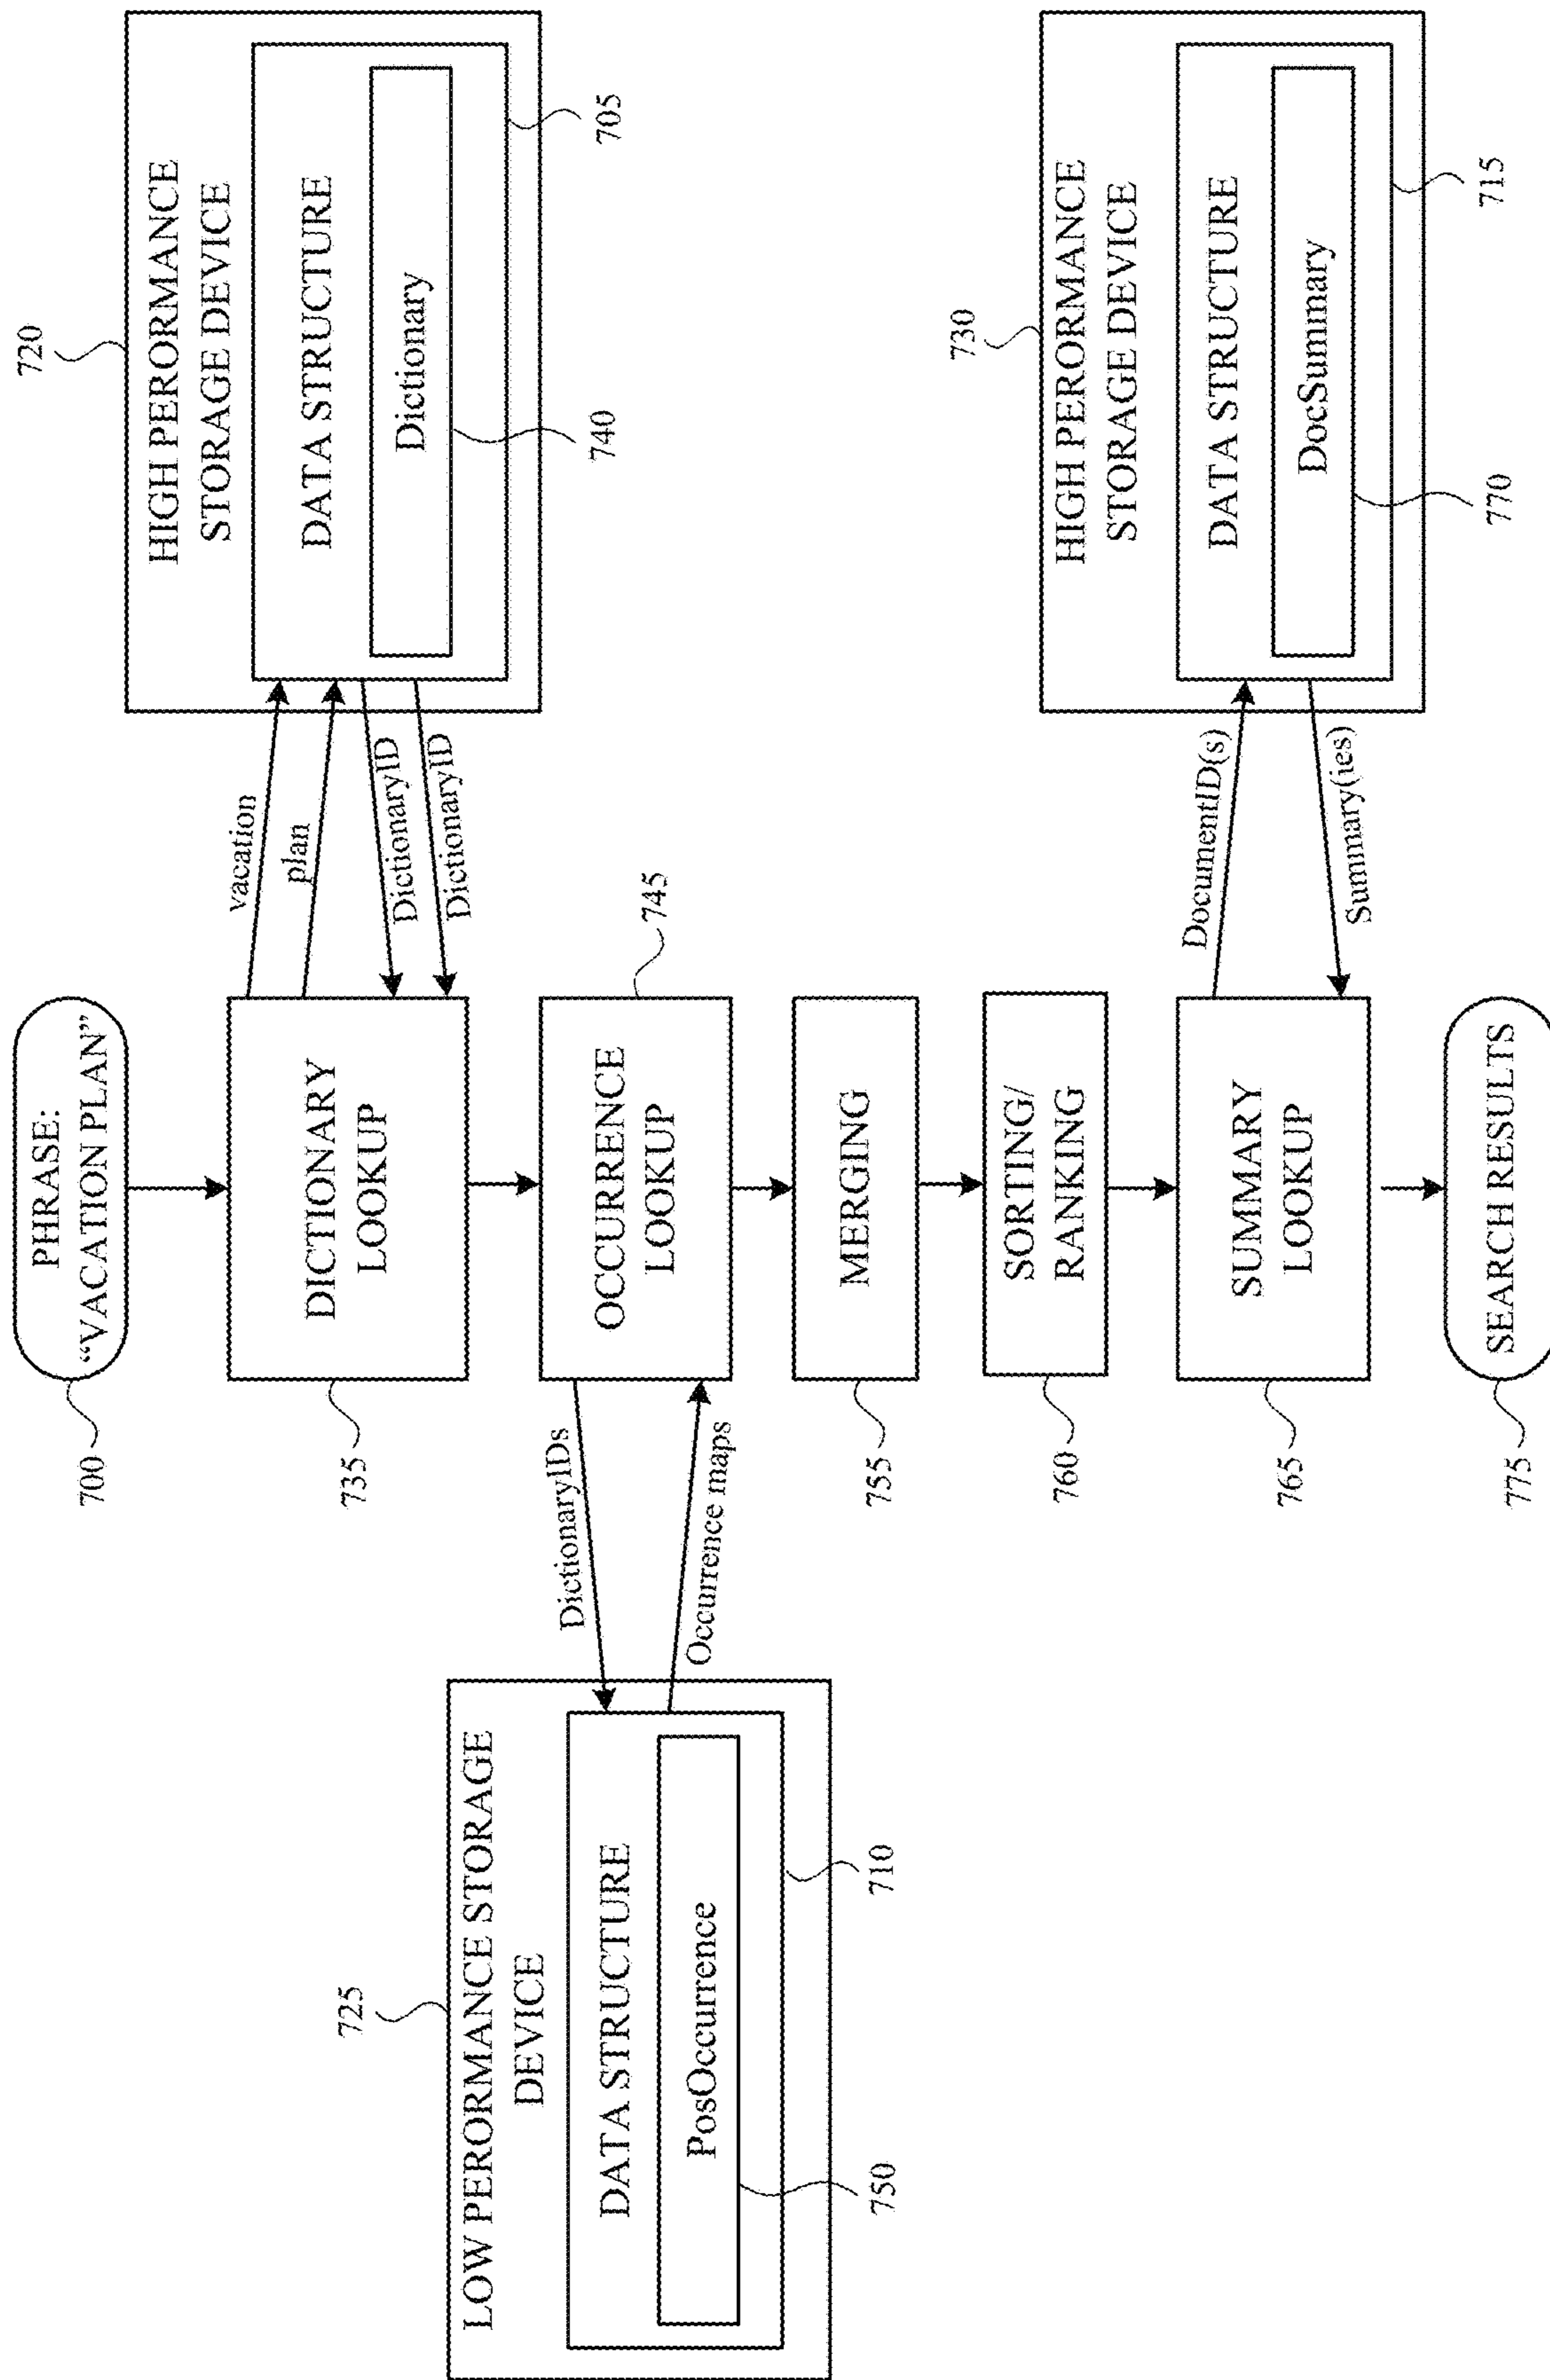 PHRASE:
“VACATION PLAN”
700
720
HIGH PERORMANCE
STORAGE DEVICE
DATA STRUCTURE
Dictionary
740
705
vacation
plan
DictionaryID
DictionaryID
DICTIONARY
LOOKUP
735
725
LOW PERORMANCE STORAGE
DEVICE
DATA STRUCTURE
PosOccurrence
750
710
DictionaryIDs
Occurrence maps
OCCURRENCE
LOOKUP
745
MERGING
755
SORTING/
RANKING
760
730
HIGH PERORMANCE
STORAGE DEVICE
DATA STRUCTURE
DocSummary
770
715
DocumentID(s)
Summary(ies)
SUMMARY
LOOKUP
765
SEARCH RESULTS
775